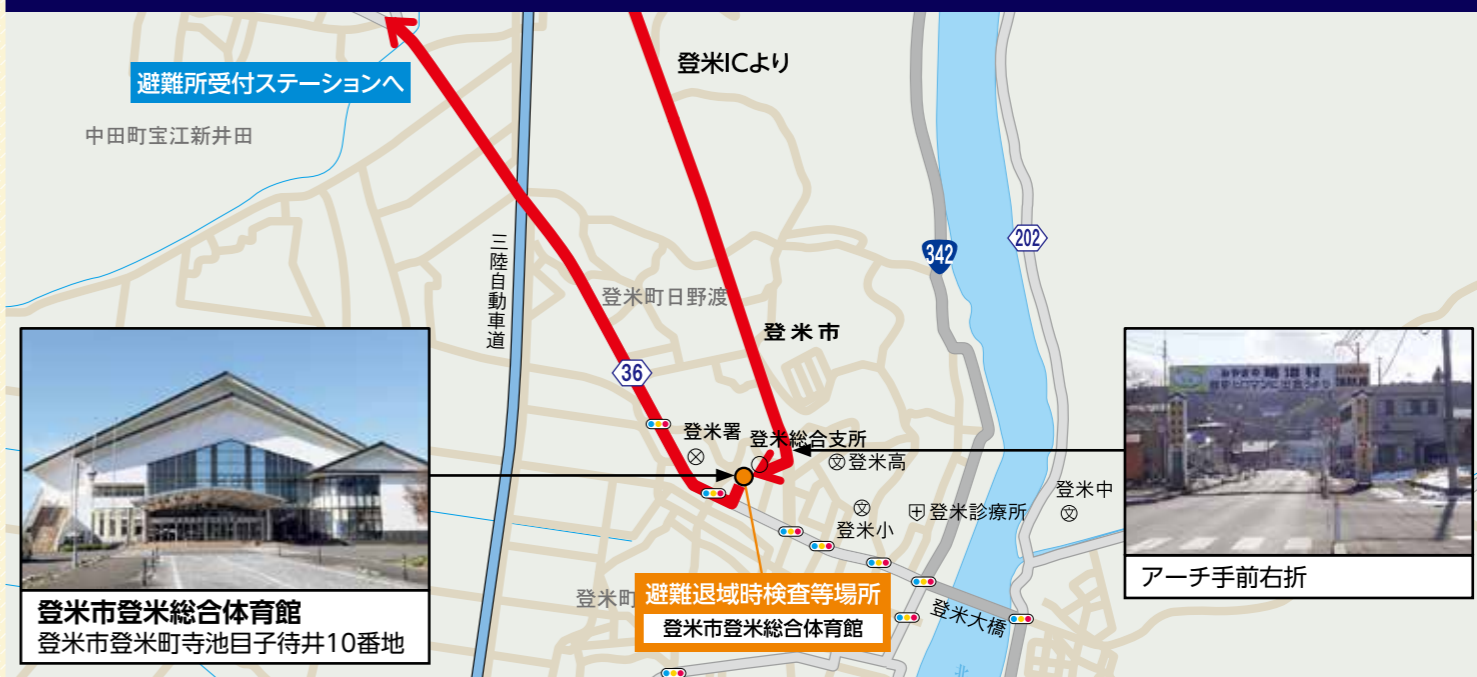 登米ICより
避難所受付ステーションへ
中田町宝江新井田
三陸自動車道
202
342
登米町日野渡
登米市
36
登米署
登米総合支所
登米高
登米中
登米小
登米診療所
アーチ手前右折
避難退域時検査等場所
登米市登米総合体育館
登米町
登米大橋
登米市登米総合体育館
登米市登米町寺池目子待井10番地
北